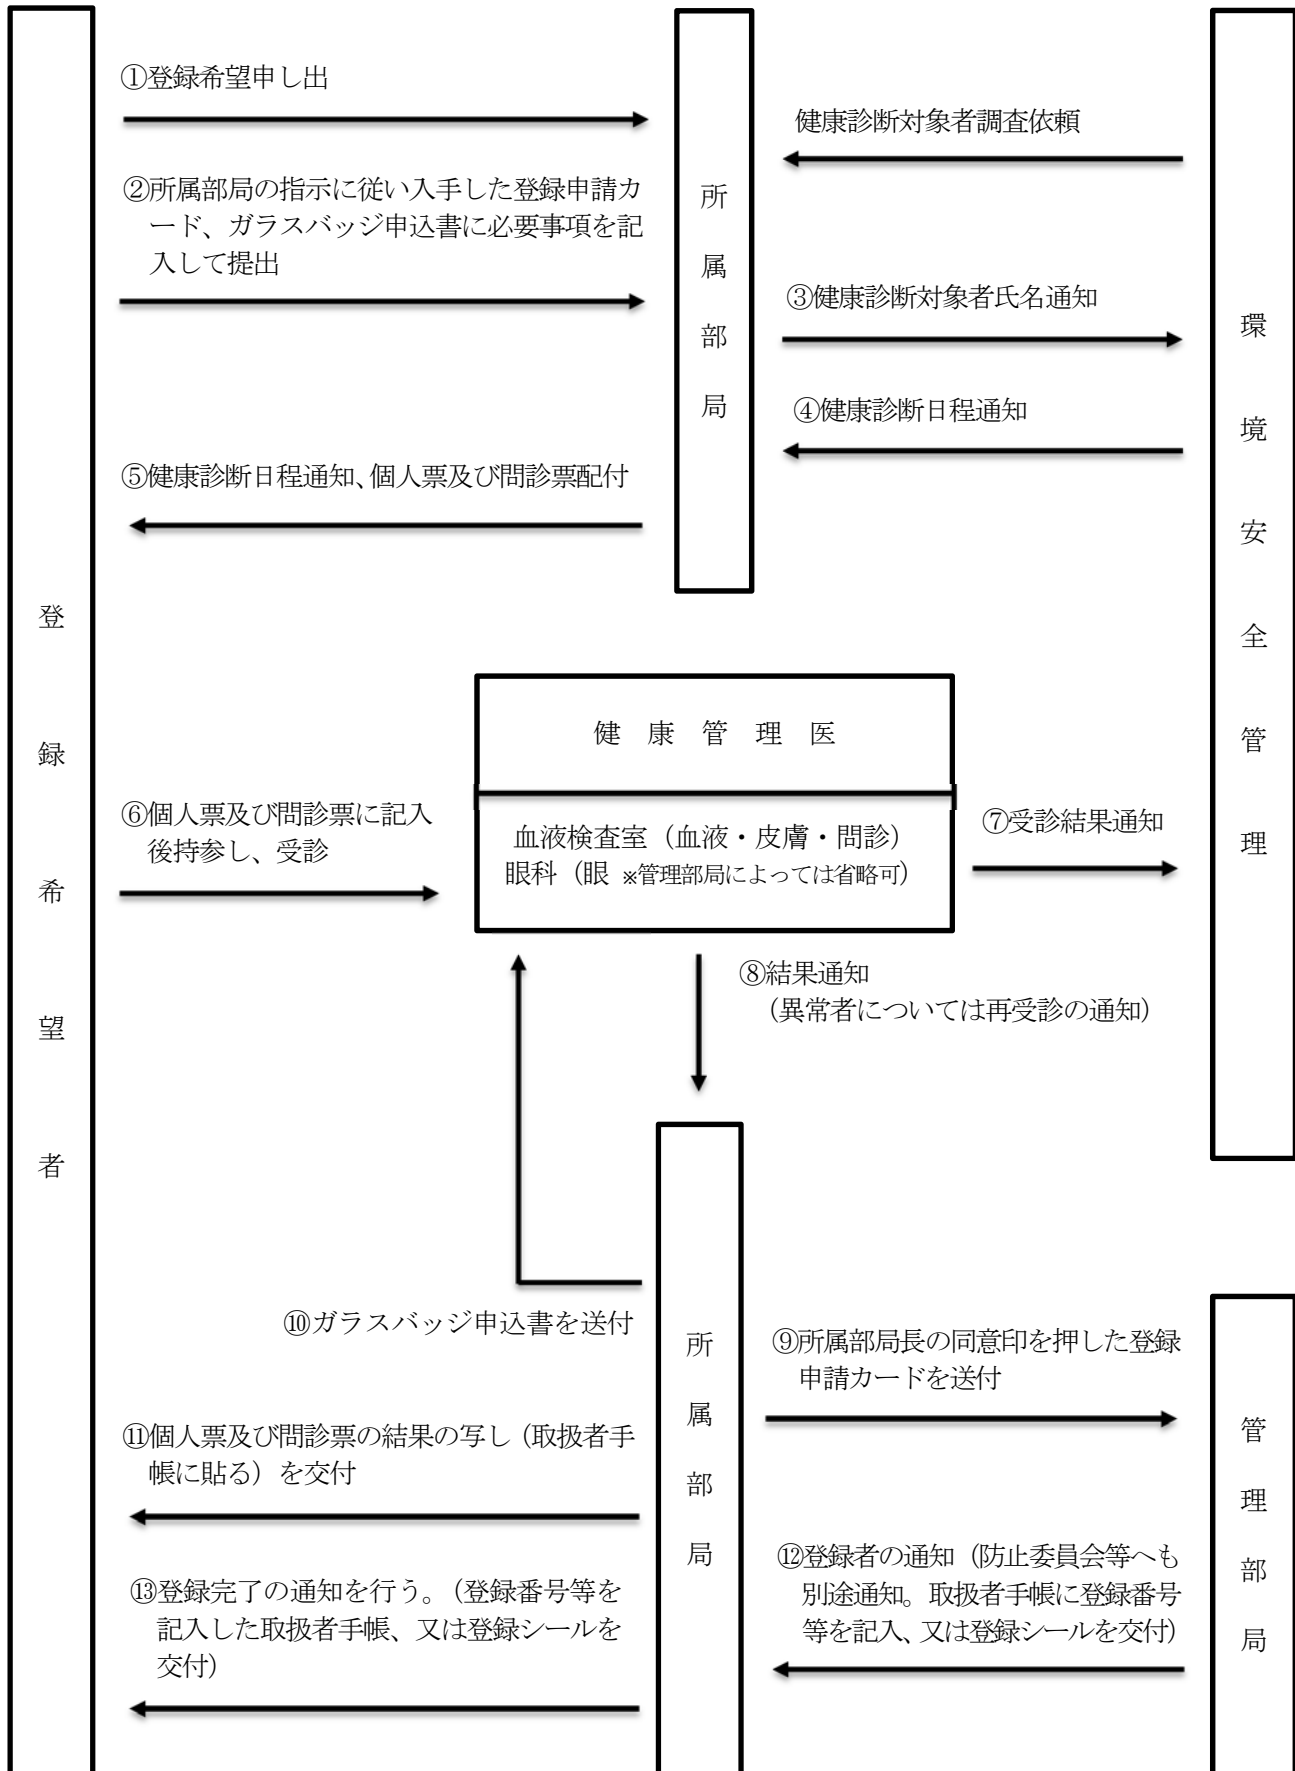 ①登録希望申し出
健康診断対象者調査依頼
②所属部局の指示に従い入手した登録申請カ
ード、ガラスバッジ申込書に必要事項を記
入して提出
所属部局
③健康診断対象者氏名通知
④健康診断日程通知
⑤健康診断日程通知、個人票及び問診票配付
環境安全管理
登録希望者
健康管理医
血液検査室（血液・皮膚・問診）
眼科（眼 ※管理部局によっては省略可）
⑥個人票及び問診票に記入
後持参し、受診
⑦受診結果通知
⑧結果通知
（異常者については再受診の通知）
⑩ガラスバッジ申込書を送付
所属部局
⑨所属部局長の同意印を押した登録
申請カードを送付
⑪個人票及び問診票の結果の写し（取扱者手
帳に貼る）を交付
管理部局
⑫登録者の通知（防止委員会等へも
別途通知。取扱者手帳に登録番号
等を記入、又は登録シールを交付）
⑬登録完了の通知を行う。（登録番号等を
記入した取扱者手帳、又は登録シールを
交付）